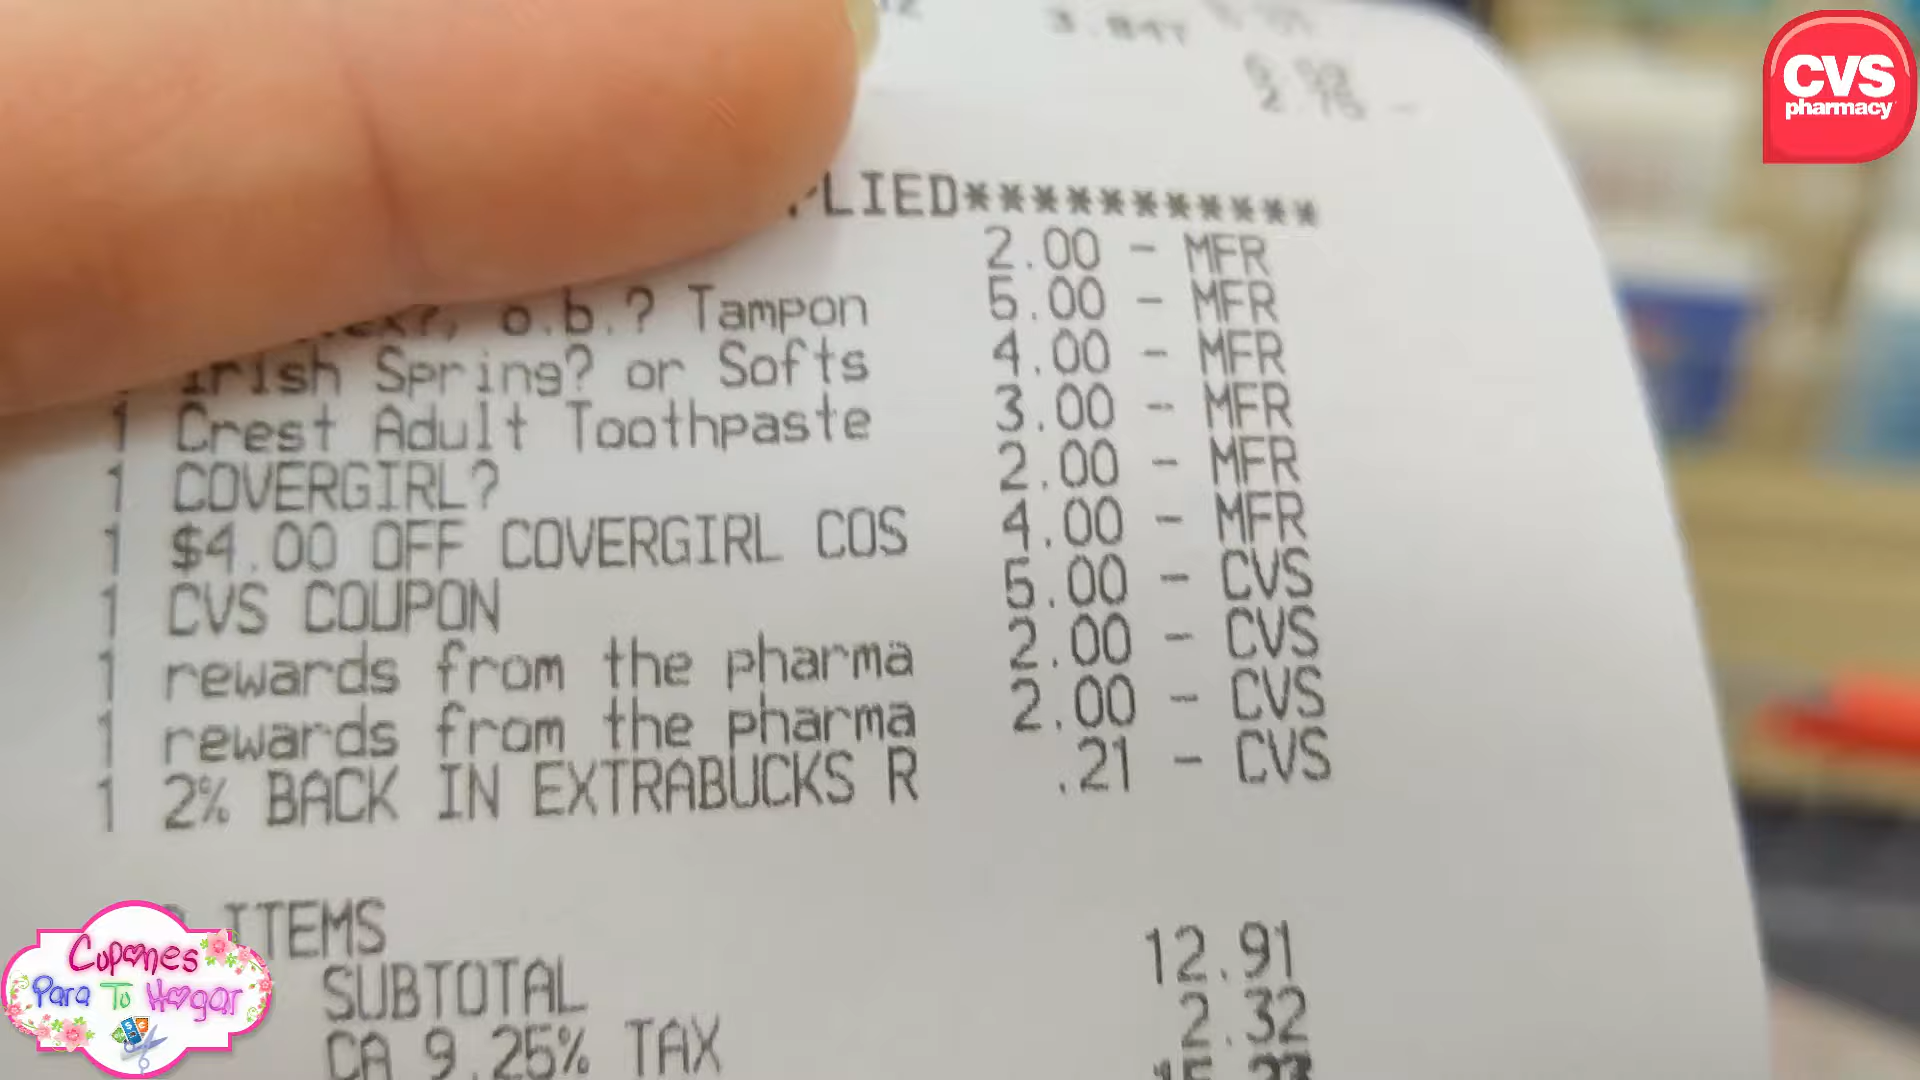 CVS
pharmacy
PLIED***********
2.00 - MFR
o.b.? Tampon 5.00 - MFR
Irish Spring? or Softs 4.00 - MFR
1 Crest Adult Toothpaste 3.00 - MFR
1 COVERGIRL? 2.00 - MFR
1 $4.00 OFF COVERGIRL COS 4.00 - MFR
1 CVS COUPON 5.00 - CVS
1 rewards from the pharma 2.00 - CVS
1 rewards from the pharma 2.00 - CVS
1 2% BACK IN EXTRABUCKS R .21 - CVS
ITEMS
SUBTOTAL 12.91
CA 9.25% TAX 2.32
Cupones
Para Tu Hogar